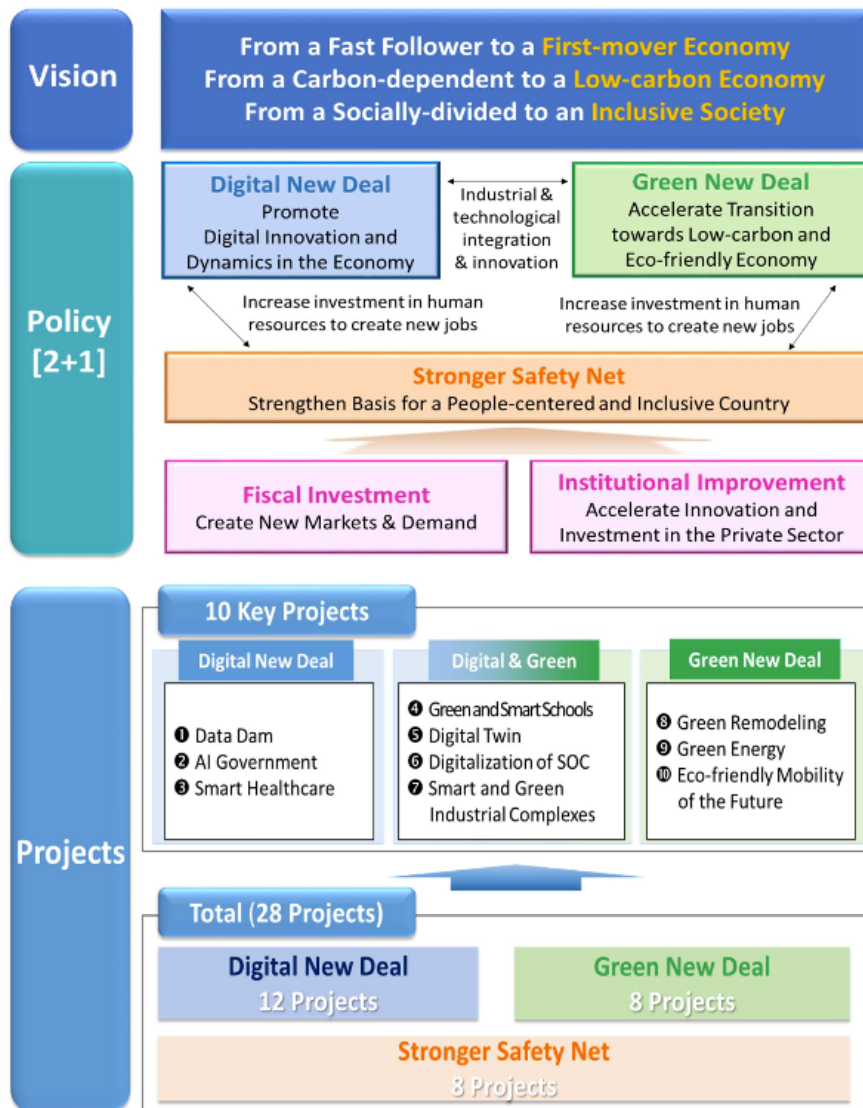 Vision
From a Fast Follower to a First-mover Economy
From a Carbon-dependent to a Low-carbon Economy
From a Socially-divided to an Inclusive Society
Policy
[2+1]
Digital New Deal
Promote
Digital Innovation and
Dynamics in the Economy
Industrial &
technological
integration
& innovation
Green New Deal
Accelerate Transition
towards Low-carbon and
Eco-friendly Economy
Increase investment in human
resources to create new jobs
Increase investment in human
resources to create new jobs
Stronger Safety Net
Strengthen Basis for a People-centered and Inclusive Country
Fiscal Investment
Create New Markets & Demand
Institutional Improvement
Accelerate Innovation and
Investment in the Private Sector
Projects
10 Key Projects
Digital New Deal
❶ Data Dam
❷ AI Government
❸ Smart Healthcare
Digital & Green
❹ Green and Smart Schools
❺ Digital Twin
❻ Digitalization of SOC
❼ Smart and Green
Industrial Complexes
Green New Deal
❽ Green Remodeling
❾ Green Energy
❿ Eco-friendly Mobility
of the Future
Total (28 Projects)
Digital New Deal
12 Projects
Green New Deal
8 Projects
Stronger Safety Net
8 Projects